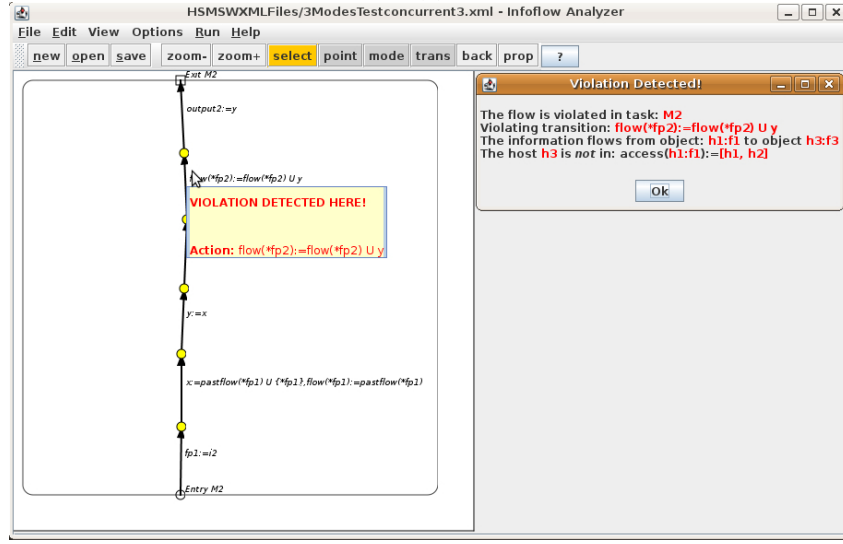 HSMSWXMLFiles/3ModesTestconcurrent3.xml - Infoflow Analyzer
File Edit View Options Run Help
new open save zoom- zoom+ select point mode trans back prop ?
Exit M2
output2:=y
flow(*fp2):=flow(*fp2) U y
VIOLATION DETECTED HERE!
Action: flow(*fp2):=flow(*fp2) U y
y:=x
x:=pastflow(*fp1) U {*fp1},flow(*fp1):=pastflow(*fp1)
fp1:=i2
Entry M2
Violation Detected!
The flow is violated in task: M2
Violating transition: flow(*fp2):=flow(*fp2) U y
The information flows from object: h1:f1 to object h3:f3
The host h3 is not in: access(h1:f1):=[h1, h2]
Ok